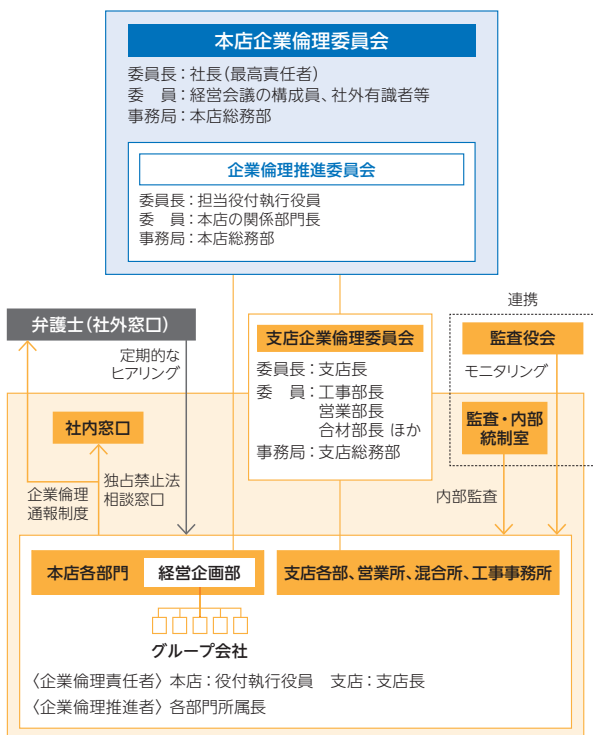 本店企業倫理委員会
委員長：社長（最高責任者）
委　員：経営会議の構成員、社外有識者等
事務局：本店総務部
企業倫理推進委員会
委員長：担当役付執行役員
委　員：本店の関係部門長
事務局：本店総務部
弁護士（社外窓口）
定期的な
ヒアリング
支店企業倫理委員会
委員長：支店長
委　員：工事部長
営業部長
合材部長 ほか
事務局：支店総務部
連携
監査役会
モニタリング
監査・内部
統制室
内部監査
社内窓口
企業倫理
通報制度
独占禁止法
相談窓口
本店各部門
経営企画部
支店各部、営業所、混合所、工事事務所
グループ会社
〈企業倫理責任者〉本店：役付執行役員　支店：支店長
〈企業倫理推進者〉各部門所属長